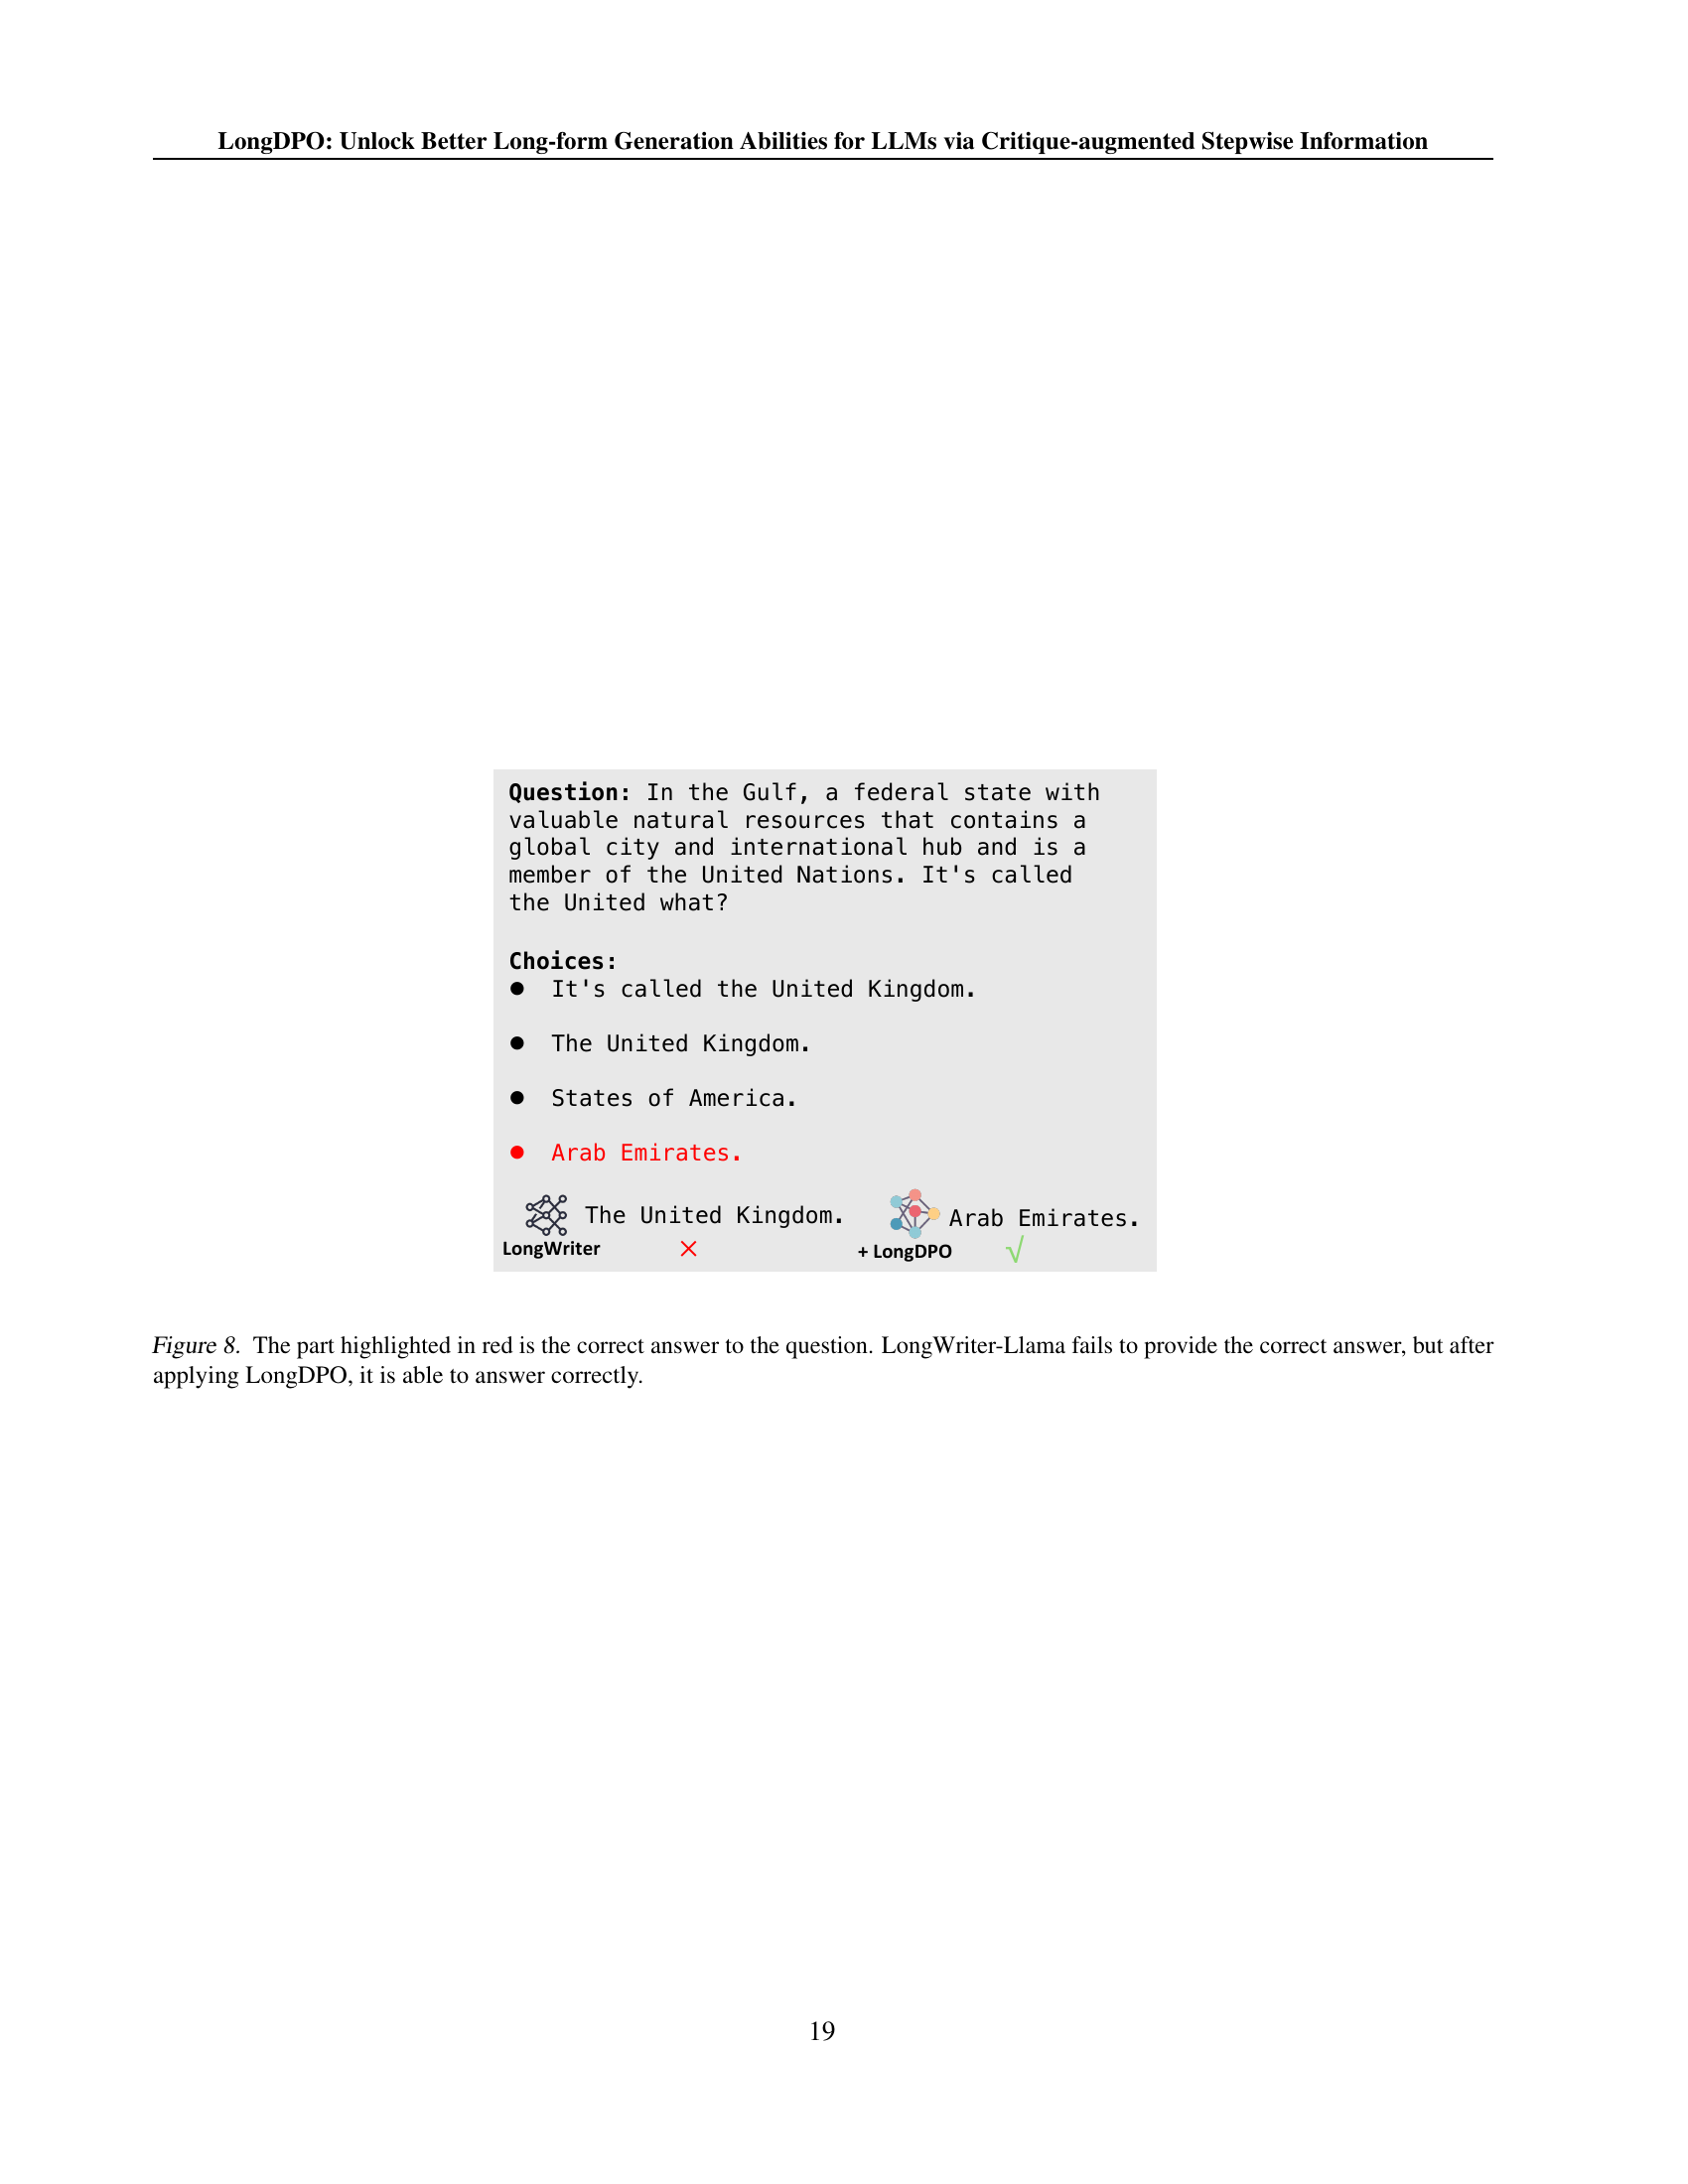 LongDPO: Unlock Better Long-form Generation Abilities for LLMs via Critique-augmented Stepwise Information
Question: In the Gulf, a federal state with
valuable natural resources that contains a
global city and international hub and is a
member of the United Nations. It's called
the United what?
Choices:
● It's called the United Kingdom.
● The United Kingdom.
● States of America.
● Arab Emirates.
The United Kingdom.
LongWriter
×
Arab Emirates.
+ LongDPO
√
Figure 8. The part highlighted in red is the correct answer to the question. LongWriter-Llama fails to provide the correct answer, but after
applying LongDPO, it is able to answer correctly.
19